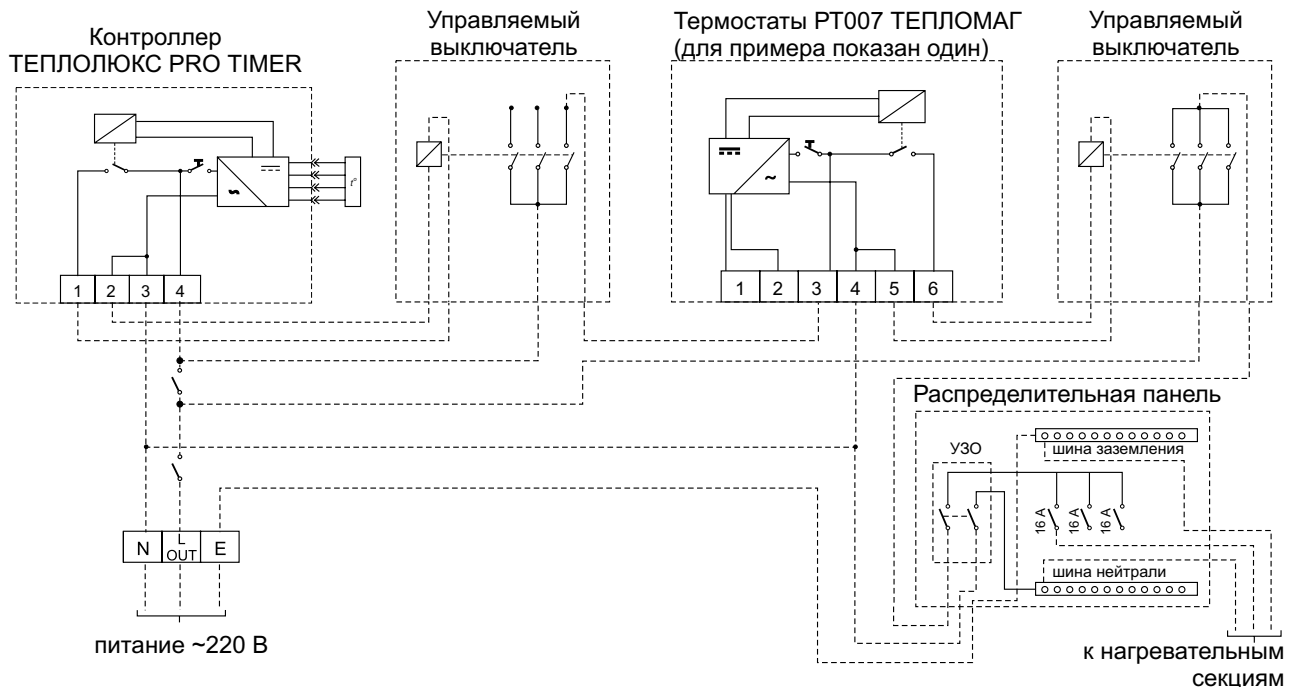 Контроллер
ТЕПЛОЛЮКС PRO TIMER
Управляемый
выключатель
Термостаты РТ007 ТЕПЛОМАГ
(для примера показан один)
Управляемый
выключатель
t°
1 2 3 4
1 2 3 4 5 6
Распределительная панель
шина заземления
УЗО
16 А 16 А 16 А
шина нейтрали
N L OUT E
питание ~220 В
к нагревательным
секциям